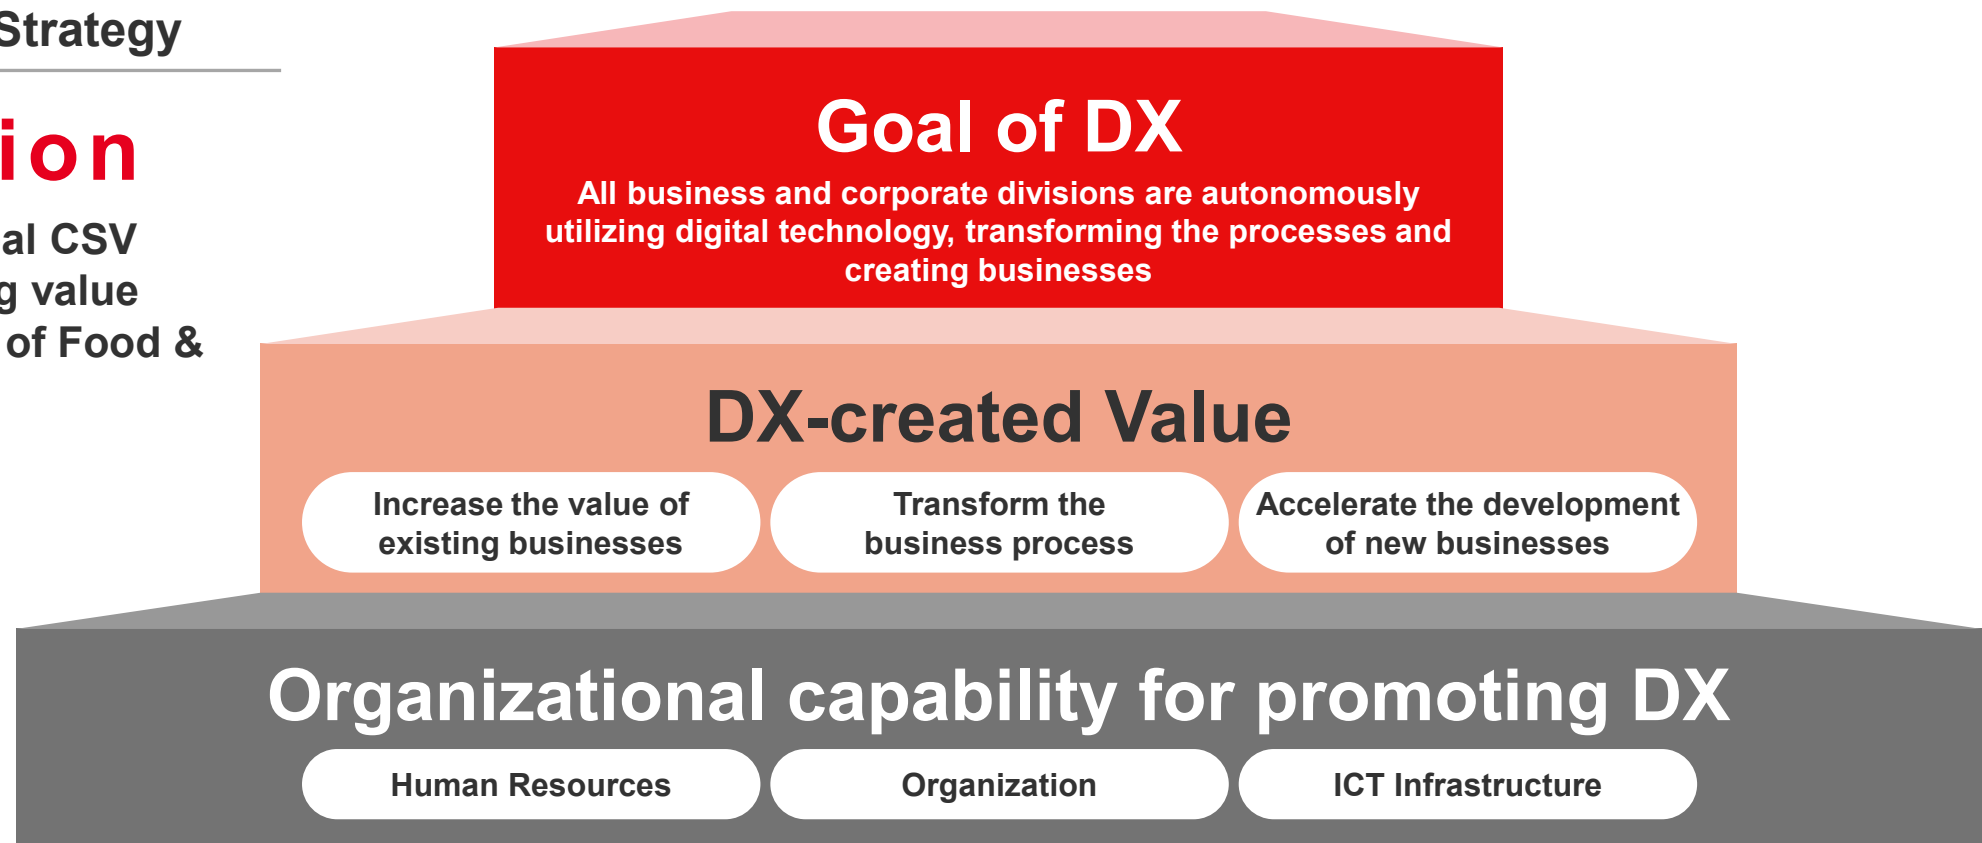 Strategy
ion
al CSV
g value
of Food &
Goal of DX
All business and corporate divisions are autonomously
utilizing digital technology, transforming the processes and
creating businesses
DX-created Value
Increase the value of
existing businesses
Transform the
business process
Accelerate the development
of new businesses
Organizational capability for promoting DX
Human Resources
Organization
ICT Infrastructure